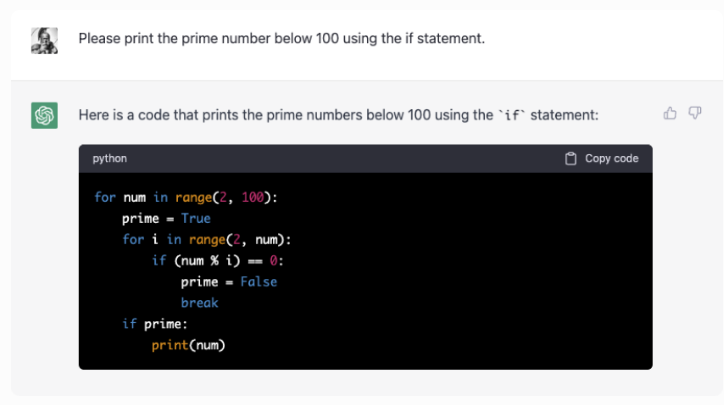 Please print the prime number below 100 using the if statement.
Here is a code that prints the prime numbers below 100 using the `if` statement:
python
Copy code
for num in range(2, 100):
    prime = True
    for i in range(2, num):
        if (num % i) == 0:
            prime = False
            break
    if prime:
        print(num)